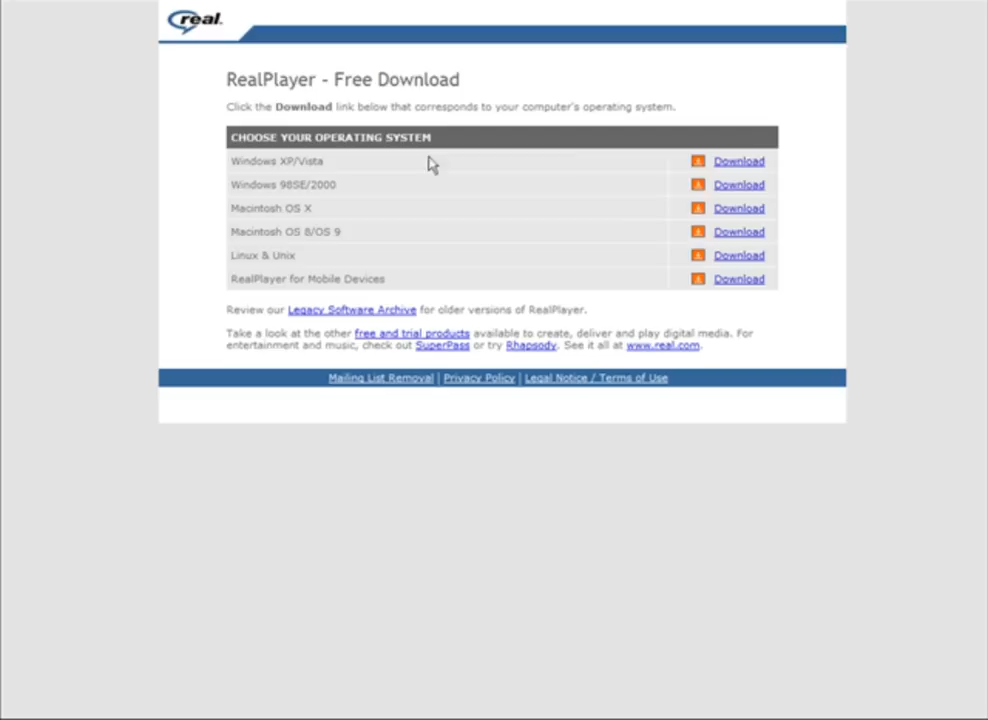 real.
RealPlayer - Free Download
Click the Download link below that corresponds to your computer's operating system.
CHOOSE YOUR OPERATING SYSTEM
Windows XP/Vista Download
Windows 98SE/2000 Download
Macintosh OS X Download
Macintosh OS 8/OS 9 Download
Linux & Unix Download
RealPlayer for Mobile Devices Download
Review our Legacy Software Archive for older versions of RealPlayer.
Take a look at the other free and trial products available to create, deliver and play digital media. For
entertainment and music, check out SuperPass or try Rhapsody. See it all at www.real.com.
Mailing List Removal | Privacy Policy | Legal Notice / Terms of Use